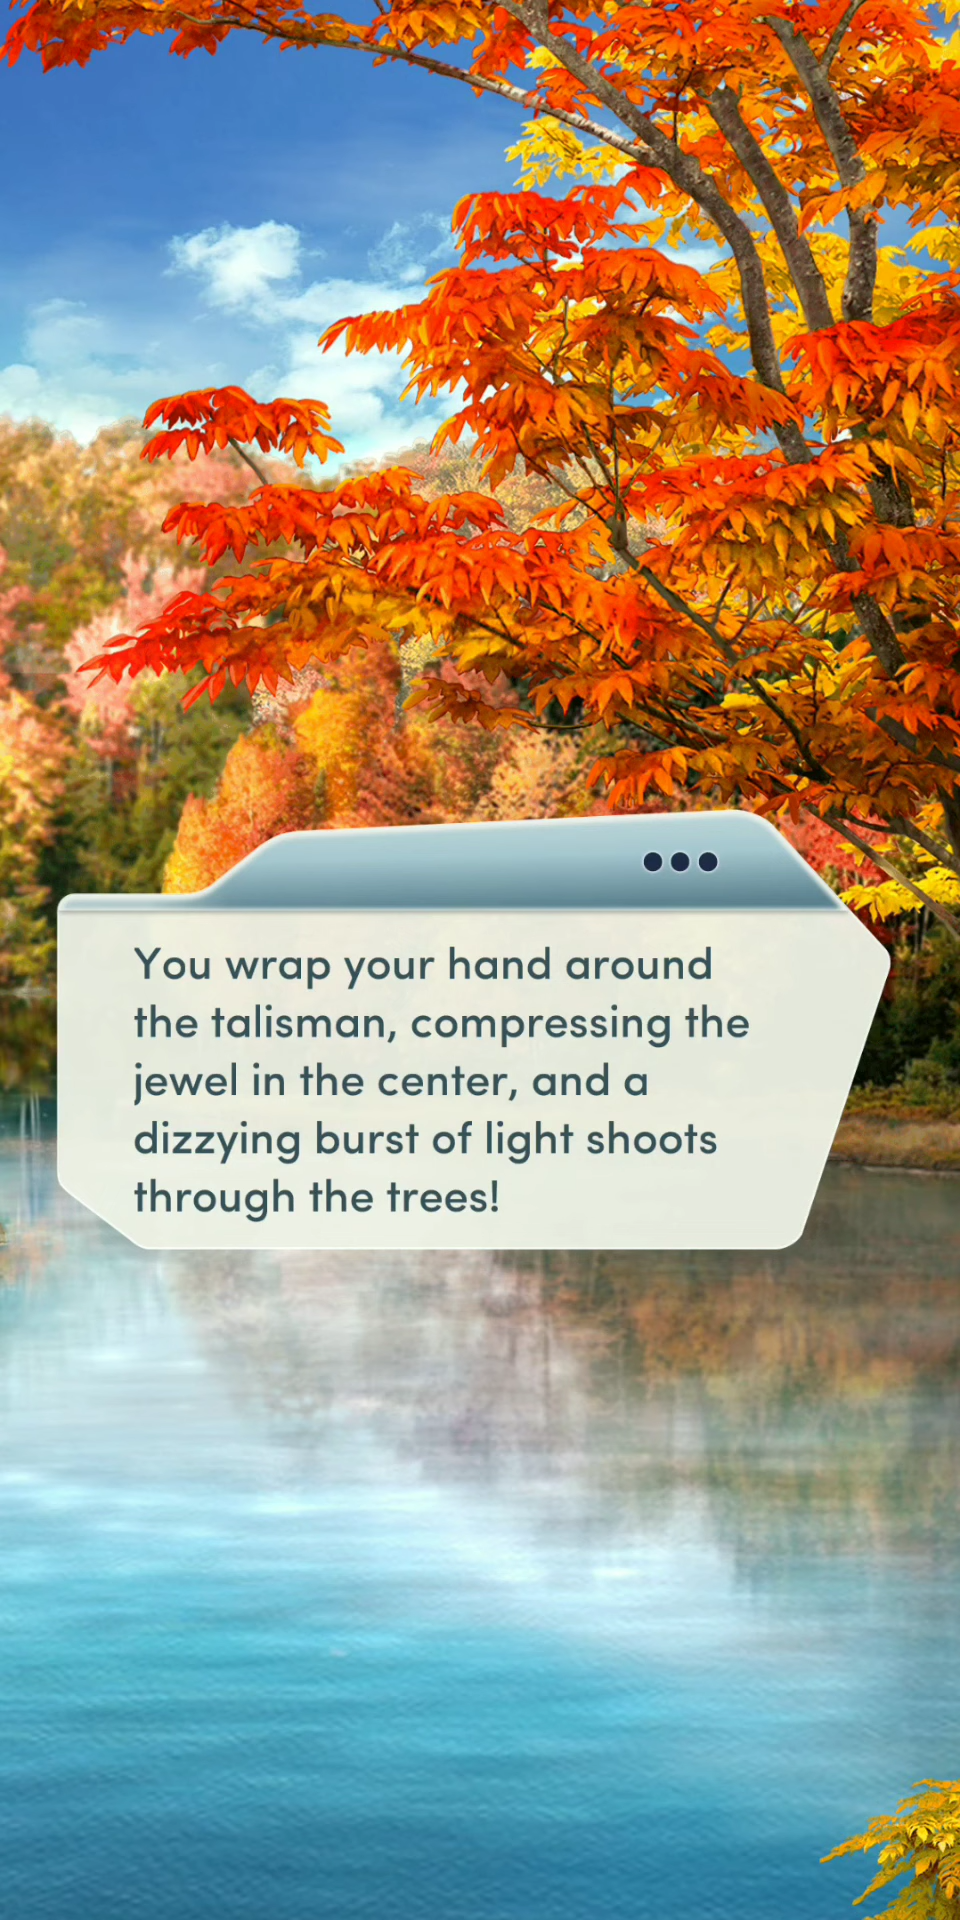 You wrap your hand around
the talisman, compressing the
jewel in the center, and a
dizzying burst of light shoots
through the trees!